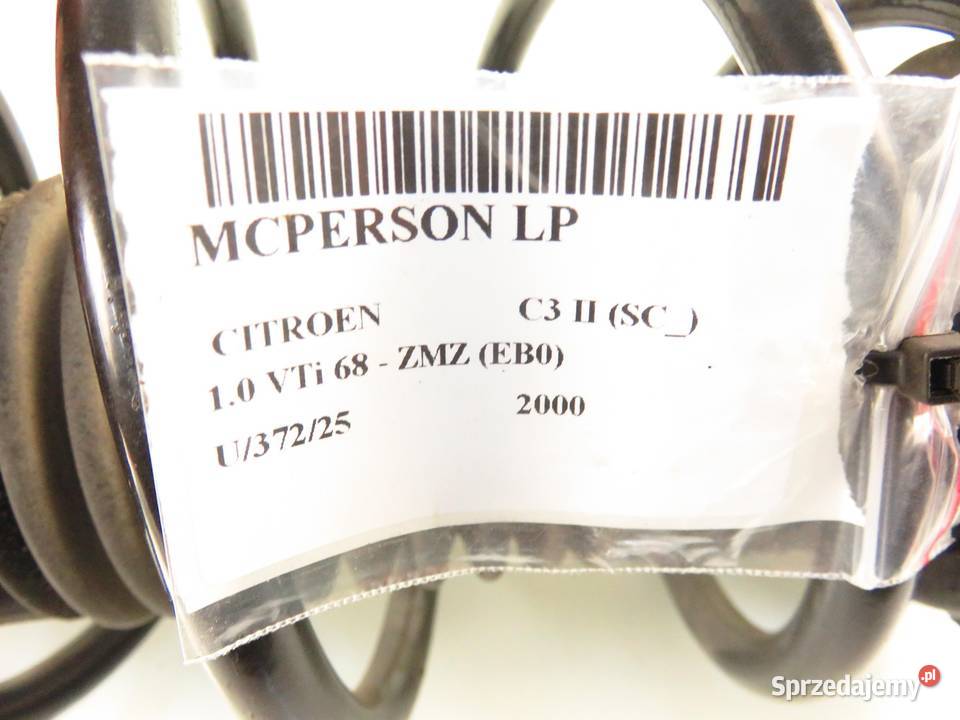 MCPERSON LP
CITROEN C3 II (SC_)
1.0 VTi 68 - ZMZ (EB0)
U/372/25 2000
Sprzedajemy.pl